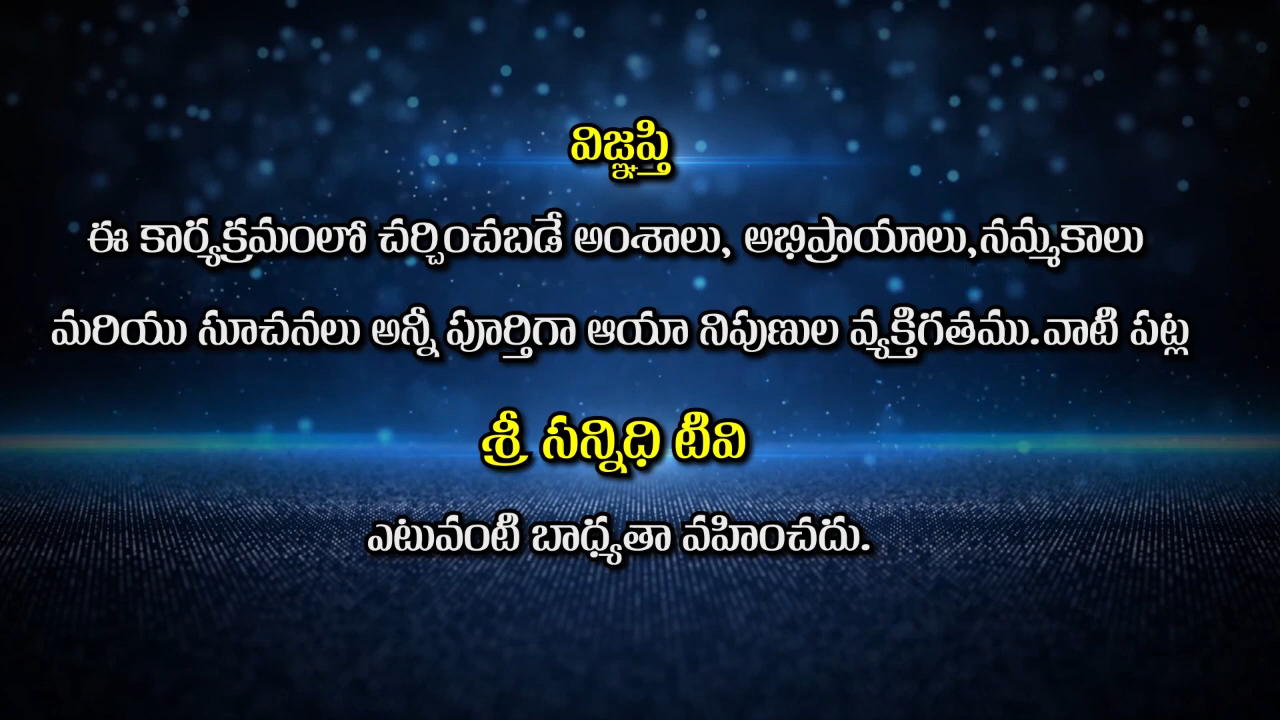 విజ్ఞప్తి
ఈ కార్యక్రమంలో చర్చించబడే అంశాలు, అభిప్రాయాలు,నమ్మకాలు
మరియు సూచనలు అన్నీ పూర్తిగా ఆయా నిపుణుల వ్యక్తిగతము.వాటి పట్ల
శ్రీ సన్నిధి టివి
ఎటువంటి బాధ్యతా వహించదు.